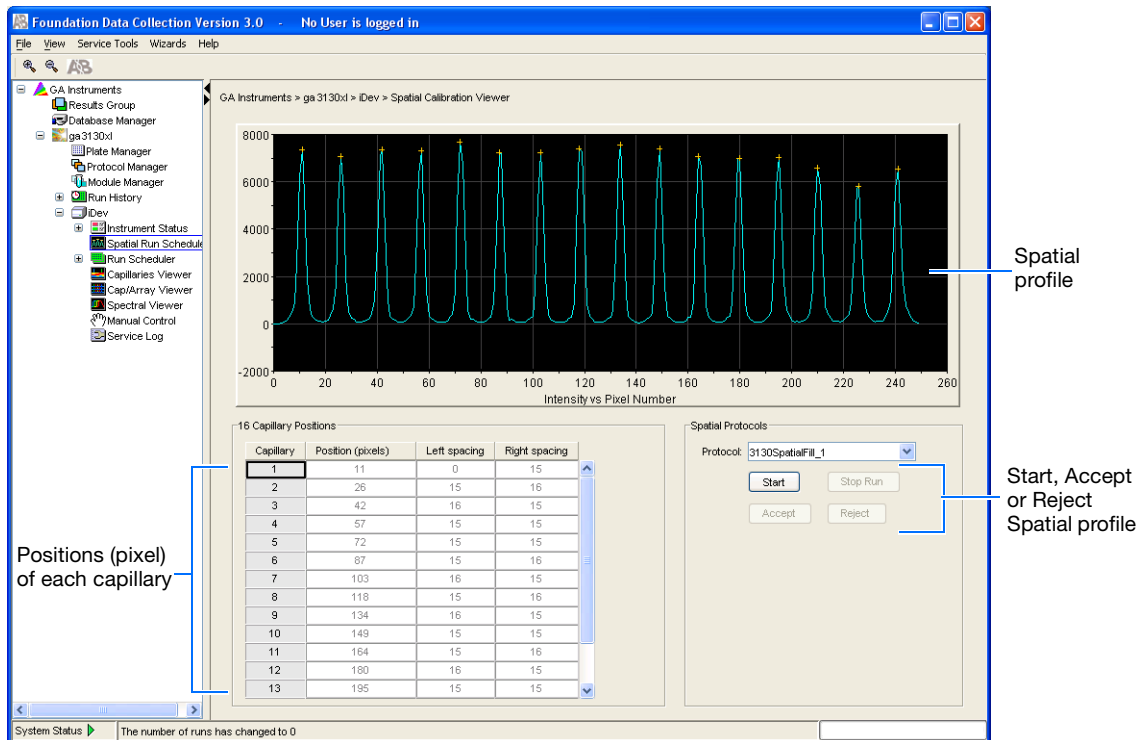 Foundation Data Collection Version 3.0 - No User is logged in
File View Service Tools Wizards Help
AB
GA Instruments
Results Group
Database Manager
ga3130xl
Plate Manager
Protocol Manager
Module Manager
Run History
iDev
Instrument Status
Spatial Run Schedule
Run Scheduler
Capillaries Viewer
Cap/Array Viewer
Spectral Viewer
Manual Control
Service Log
GA Instruments > ga3130xl > iDev > Spatial Calibration Viewer
8000
6000
4000
2000
0
-2000
0 20 40 60 80 100 120 140 160 180 200 220 240 260
Intensity vs Pixel Number
Spatial
profile
16 Capillary Positions
Capillary Position (pixels) Left spacing Right spacing
1 11 0 15
2 26 15 16
3 42 16 15
4 57 15 15
5 72 15 15
6 87 15 16
7 103 16 15
8 118 15 16
9 134 16 15
10 149 15 15
11 164 15 16
12 180 16 15
13 195 15 15
Positions (pixel)
of each capillary
Spatial Protocols
Protocol: 3130SpatialFill_1
Start Stop Run
Accept Reject
Start, Accept
or Reject
Spatial profile
System Status The number of runs has changed to 0